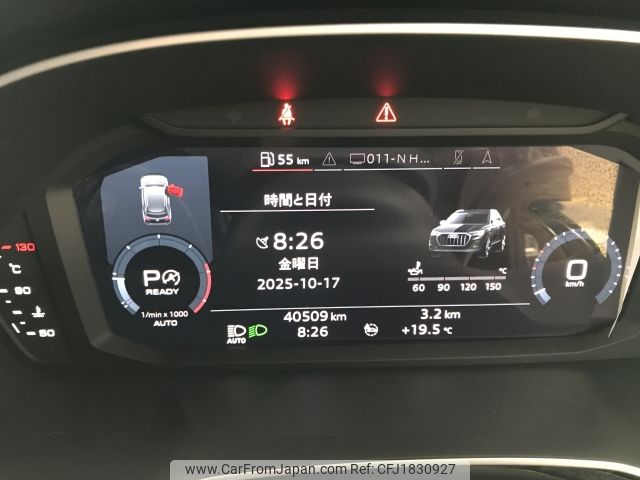 55 km
011-NH...
時間と日付
8:26
金曜日
2025-10-17
130
°C
90
50
P
READY
1/min x 1000
AUTO
60 90 120 150
°C
0
km/h
40509 km
3.2 km
AUTO
8:26
+19.5 °C
www.CarFromJapan.com - CFJ1830927